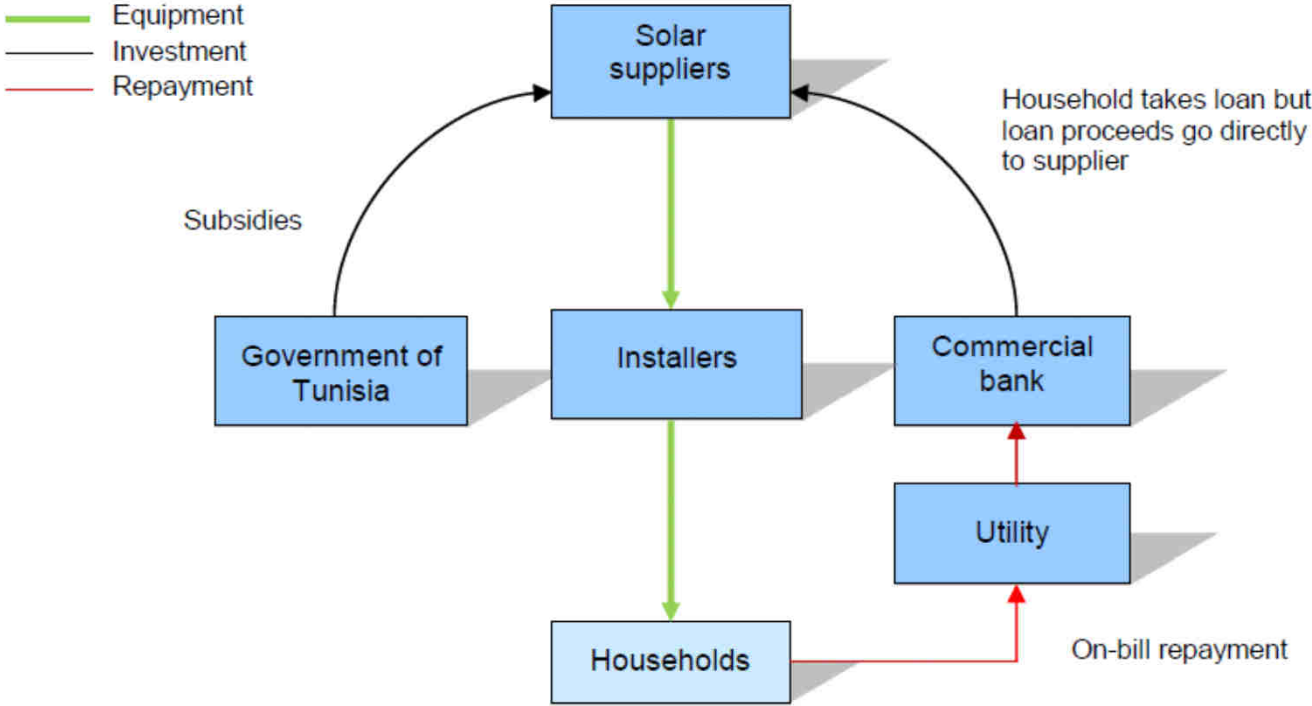 Equipment
Investment
Repayment
Solar
suppliers
Household takes loan but
loan proceeds go directly
to supplier
Subsidies
Government of
Tunisia
Installers
Commercial
bank
Utility
Households
On-bill repayment